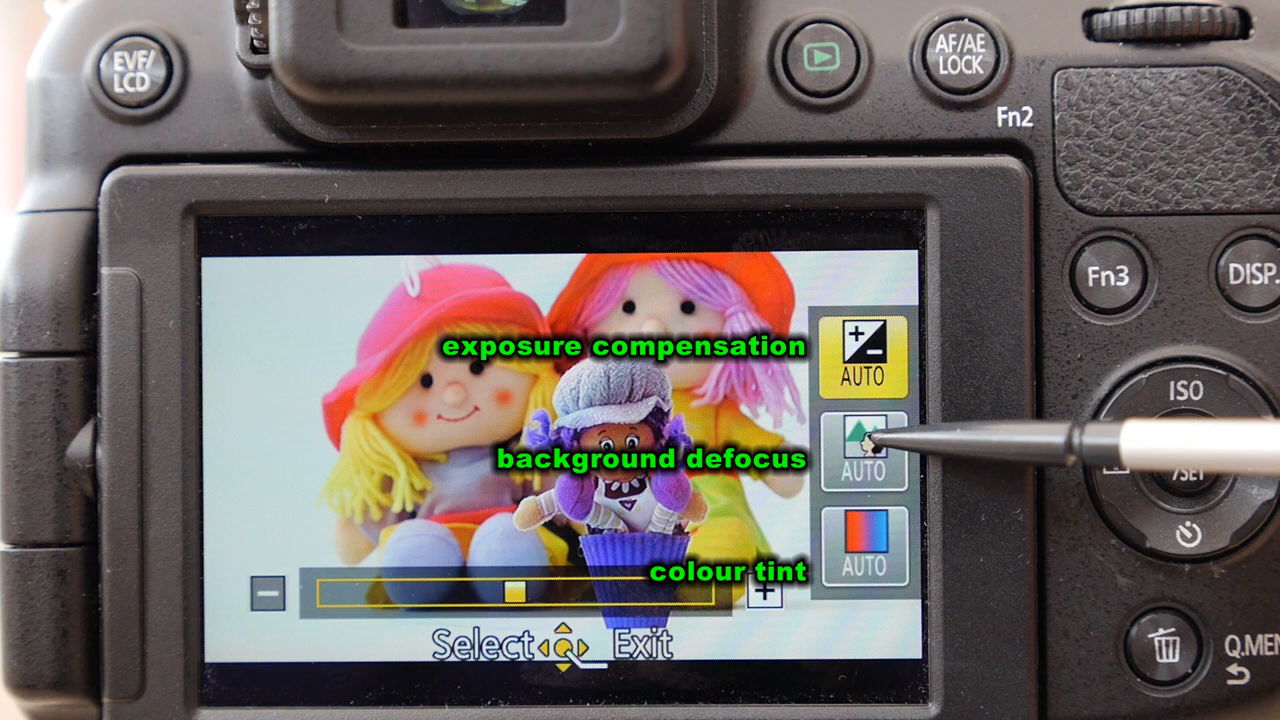 EVF/
LCD
AF/AE
LOCK
Fn2
Fn3
DISP.
exposure compensation
AUTO
ISO
background defocus
AUTO
/SET
colour tint
AUTO
Select
Exit
Q.MEN